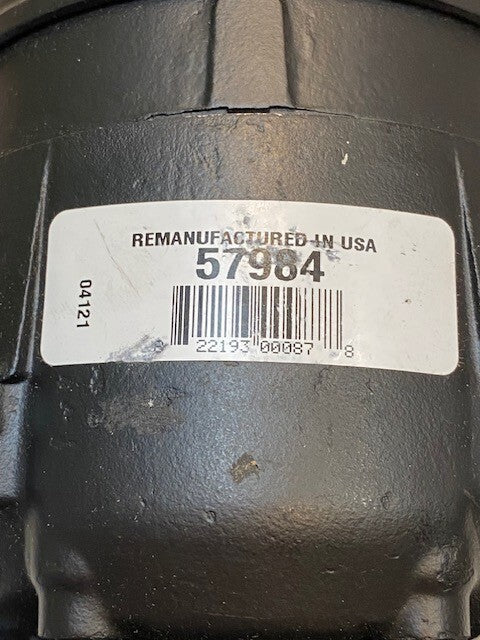 REMANUFACTURED IN USA
57984
04121
22193 00087 8